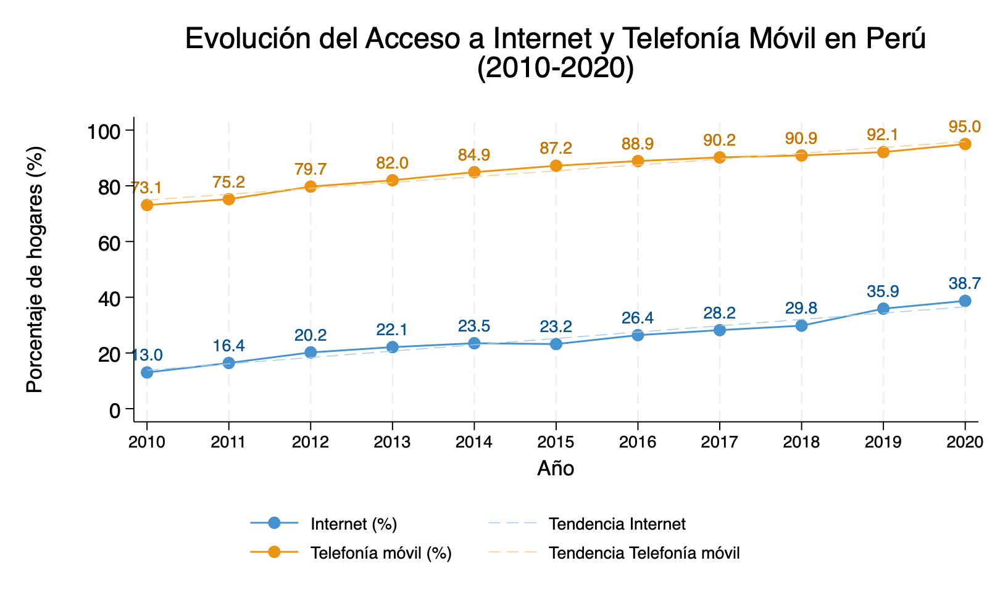 Evolución del Acceso a Internet y Telefonía Móvil en Perú
(2010-2020)
Porcentaje de hogares (%)
100
80
60
40
20
0
73.1 75.2 79.7 82.0 84.9 87.2 88.9 90.2 90.9 92.1 95.0
13.0 16.4 20.2 22.1 23.5 23.2 26.4 28.2 29.8 35.9 38.7
2010 2011 2012 2013 2014 2015 2016 2017 2018 2019 2020
Año
Internet (%) Tendencia Internet
Telefonía móvil (%) Tendencia Telefonía móvil